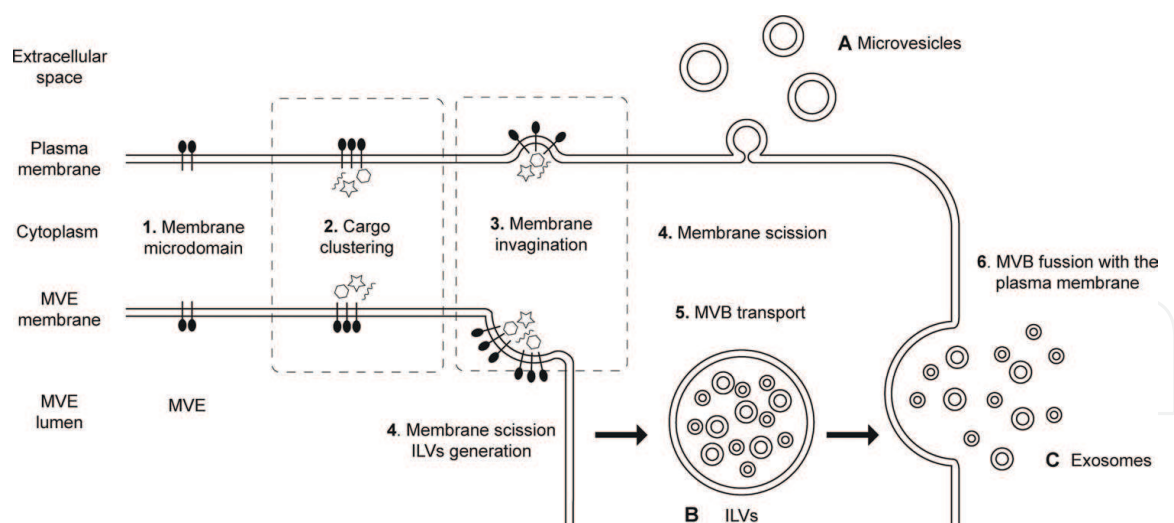 Extracellular
space
A Microvesicles
Plasma
membrane
Cytoplasm
1. Membrane
microdomain
2. Cargo
clustering
3. Membrane
invagination
4. Membrane scission
6. MVB fussion with the
plasma membrane
MVE
membrane
5. MVB transport
MVE
lumen
MVE
4. Membrane scission
ILVs generation
B ILVs
C Exosomes